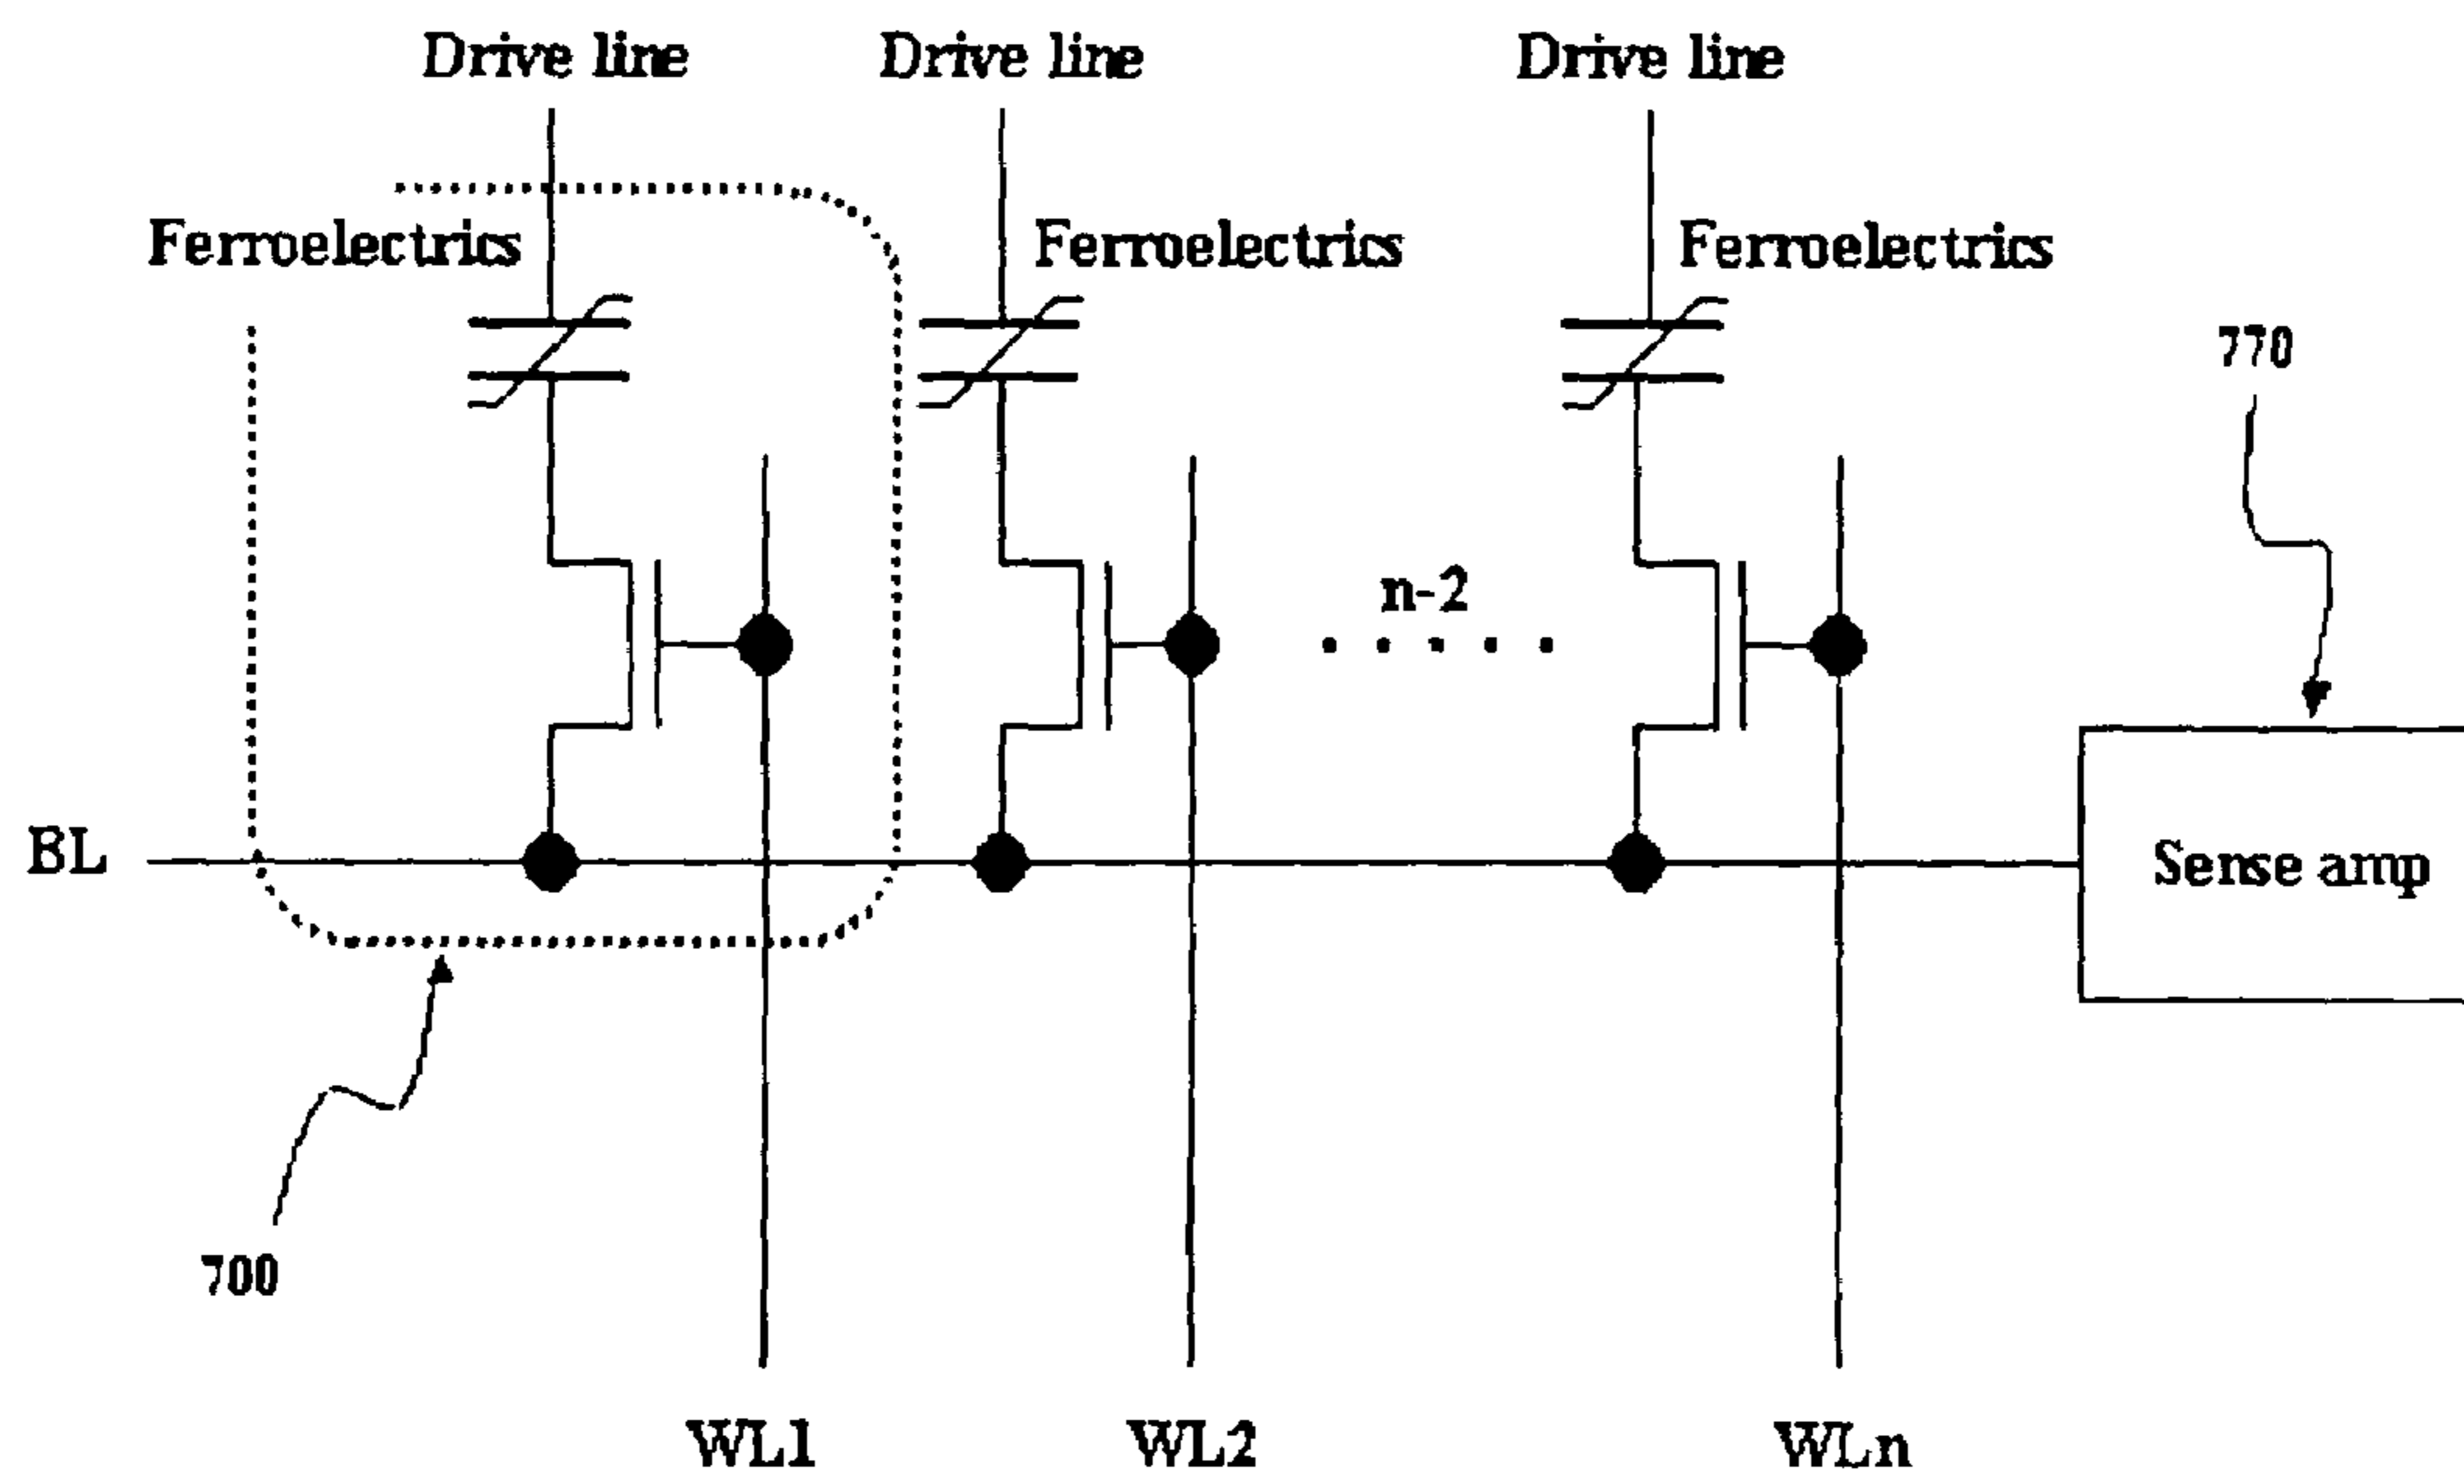 Drive line
Drive line
Drive line
Ferroelectrics
Ferroelectrics
Ferroelectrics
770
n-2
BL
Sense amp
700
WL1
WL2
WLn